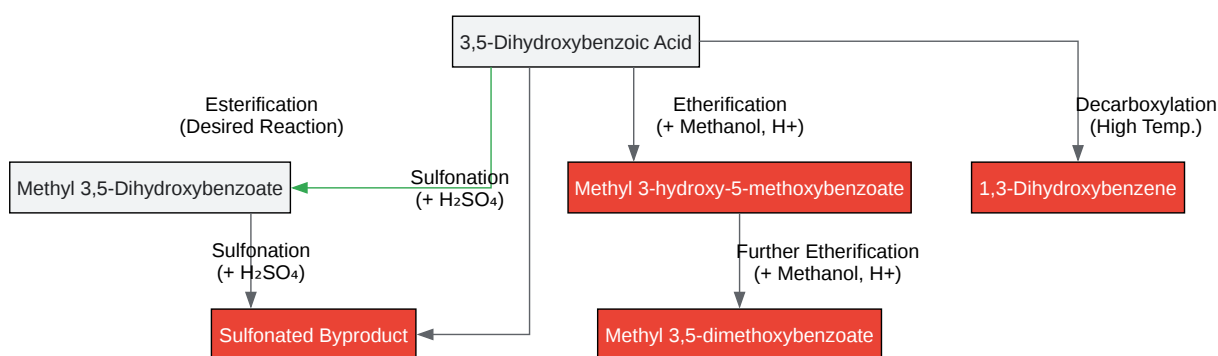 3,5-Dihydroxybenzoic Acid
Esterification
(Desired Reaction)
Etherification
(+ Methanol, H+)
Decarboxylation
(High Temp.)
Methyl 3,5-Dihydroxybenzoate
Sulfonation
(+ H₂SO₄)
Methyl 3-hydroxy-5-methoxybenzoate
1,3-Dihydroxybenzene
Sulfonation
(+ H₂SO₄)
Further Etherification
(+ Methanol, H+)
Sulfonated Byproduct
Methyl 3,5-dimethoxybenzoate